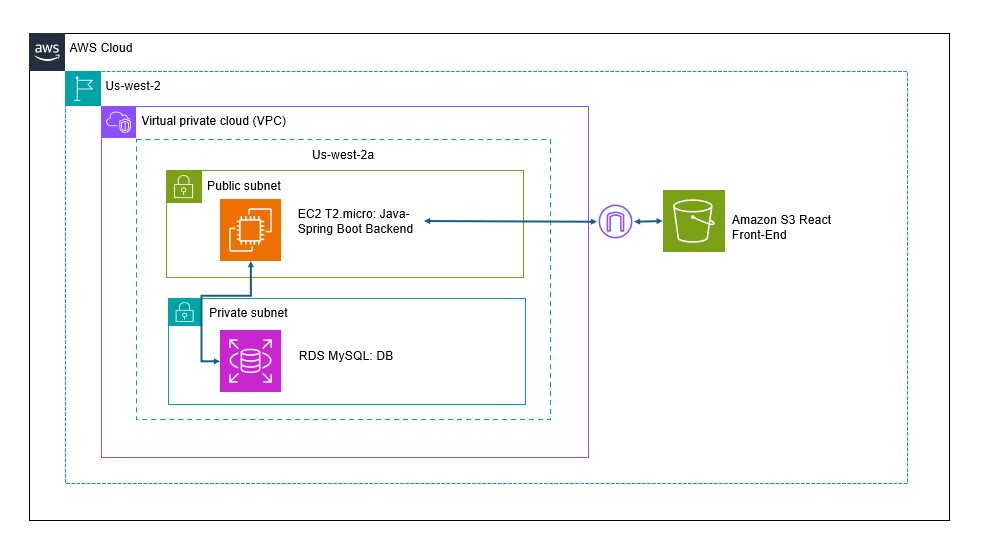 aws
AWS Cloud
Us-west-2
Virtual private cloud (VPC)
Us-west-2a
Public subnet
EC2 T2.micro: Java-
Spring Boot Backend
Amazon S3 React
Front-End
Private subnet
RDS MySQL: DB